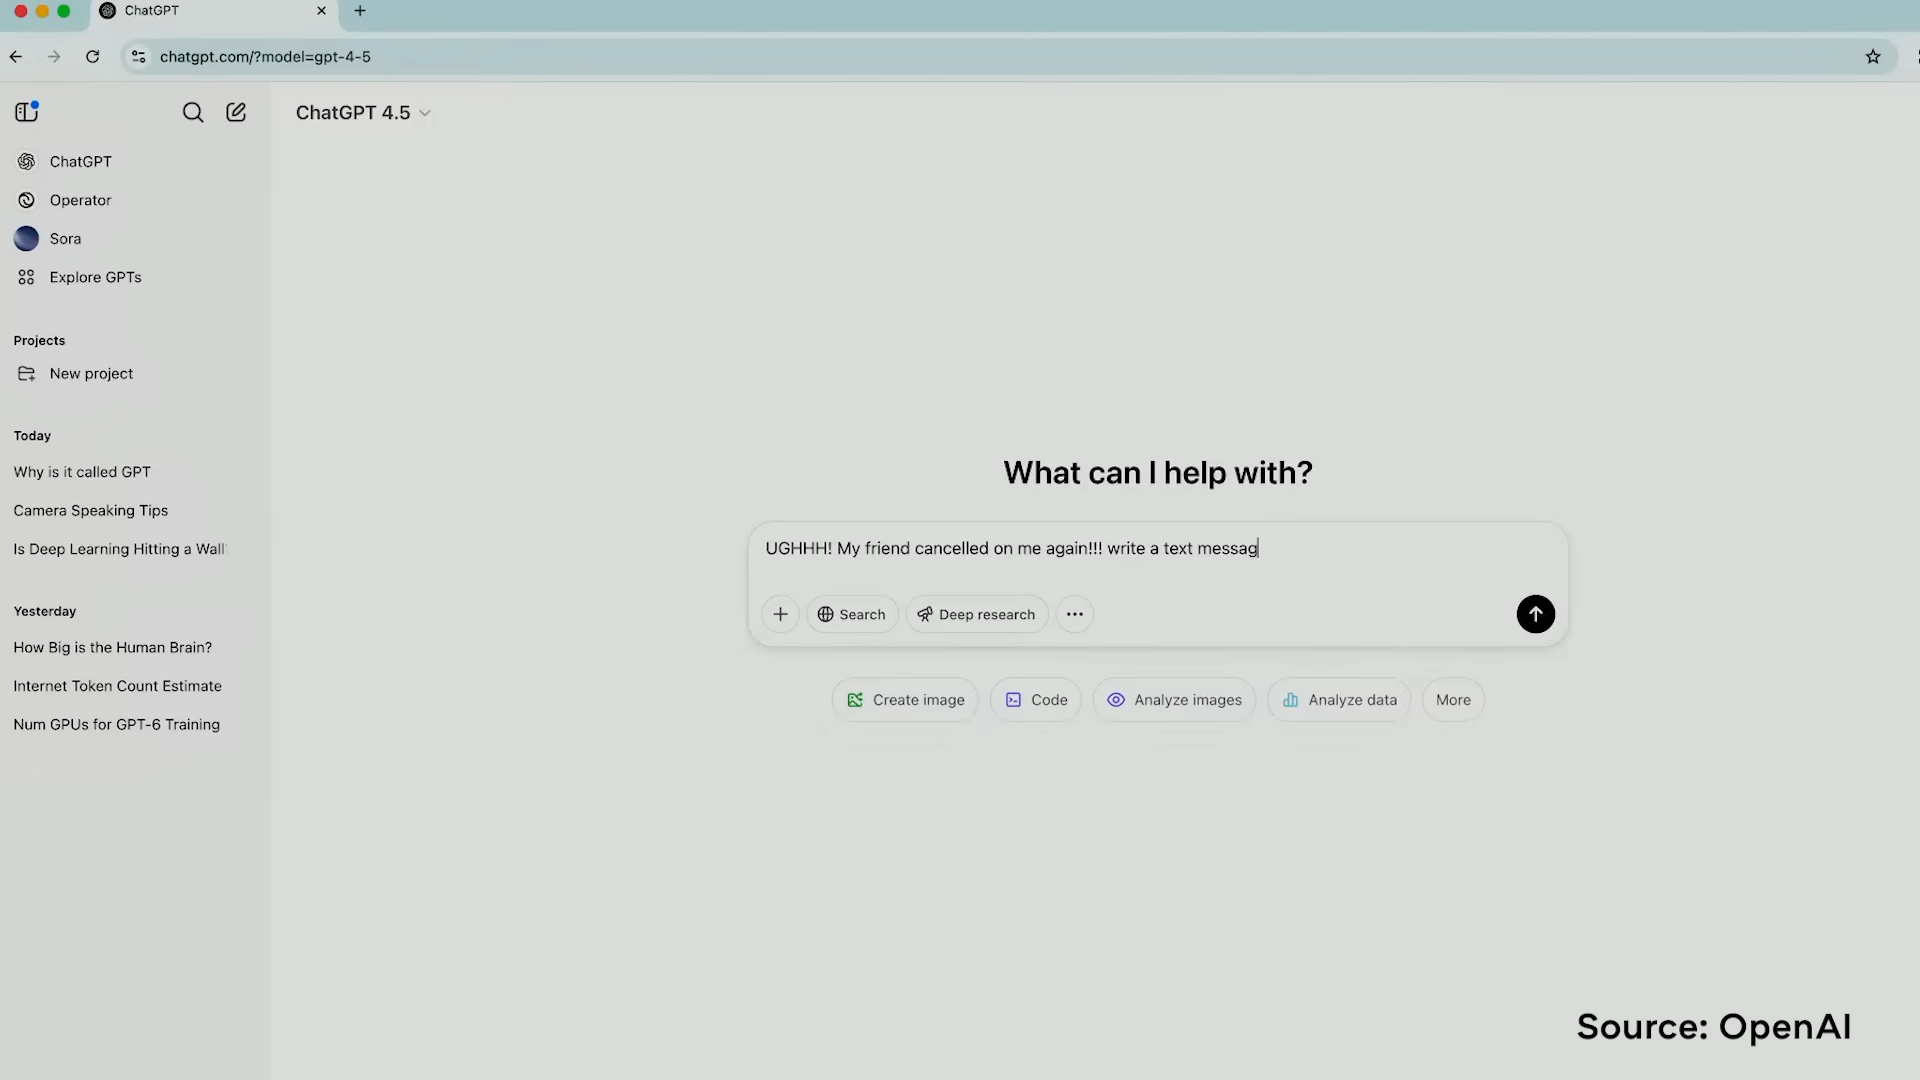 ChatGPT
chatgpt.com/?model=gpt-4-5
ChatGPT 4.5
ChatGPT
Operator
Sora
Explore GPTs
Projects
New project
Today
Why is it called GPT
Camera Speaking Tips
Is Deep Learning Hitting a Wall
Yesterday
How Big is the Human Brain?
Internet Token Count Estimate
Num GPUs for GPT-6 Training
What can I help with?
UGHHH! My friend cancelled on me again!!! write a text messag
Search
Deep research
Create image
Code
Analyze images
Analyze data
More
Source: OpenAI